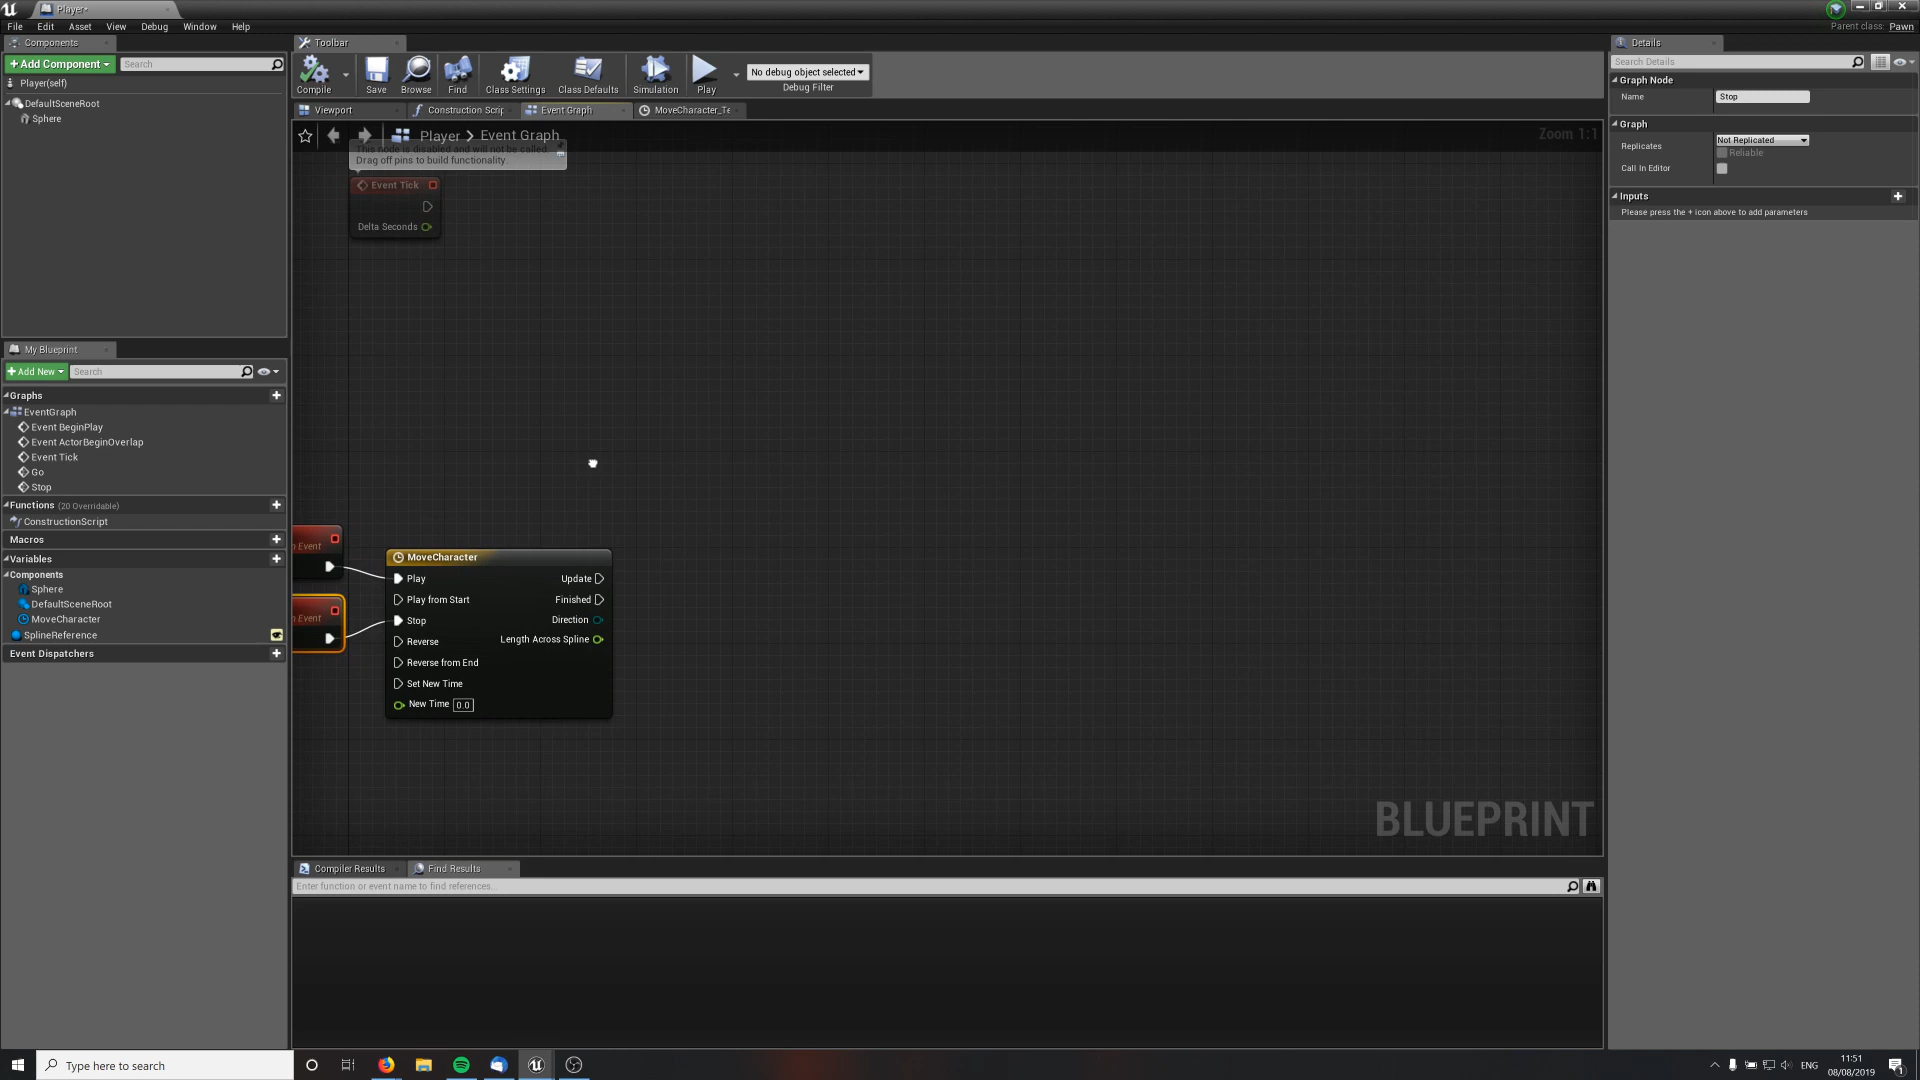 Player*
File Edit Asset View Debug Window Help
Parent class: Pawn
Components
+ Add Component
Search
Player(self)
DefaultSceneRoot
Sphere
My Blueprint
+ Add New
Search
Graphs
EventGraph
Event BeginPlay
Event ActorBeginOverlap
Event Tick
Go
Stop
Functions (20 Overridable)
ConstructionScript
Macros
Variables
Components
Sphere
DefaultSceneRoot
MoveCharacter
SplineReference
Event Dispatchers
Toolbar
Compile
Save
Browse
Find
Class Settings
Class Defaults
Simulation
Play
No debug object selected
Debug Filter
Viewport
Construction Scrip
Event Graph
MoveCharacter_Te
Player > Event Graph
Zoom 1:1
This node is disabled and will not be called.
Drag off pins to build functionality.
Event Tick
Delta Seconds
Event
Event
MoveCharacter
Play
Update
Play from Start
Finished
Stop
Direction
Reverse
Length Across Spline
Reverse from End
Set New Time
New Time 0.0
BLUEPRINT
Compiler Results
Find Results
Enter function or event name to find references...
Details
Search Details
Graph Node
Name
Stop
Graph
Replicates
Not Replicated
Reliable
Call In Editor
Inputs
Please press the + icon above to add parameters
Type here to search
ENG
11:51
08/08/2019
1